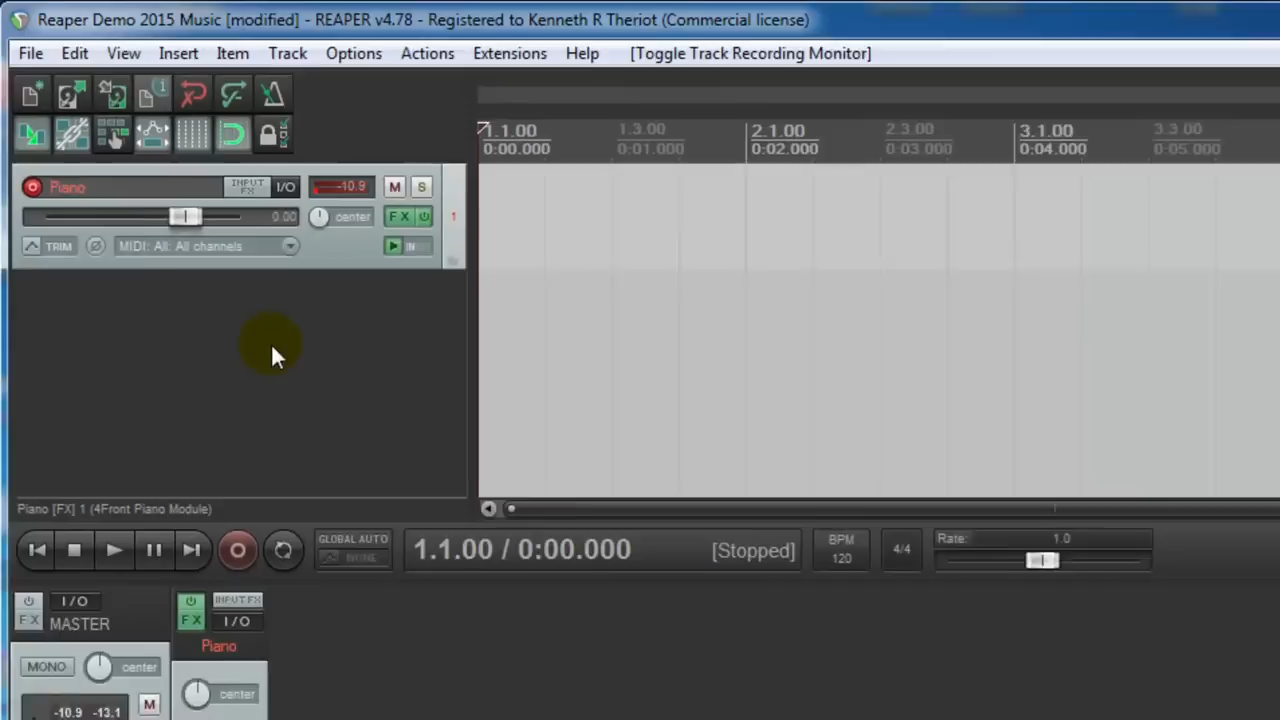 Reaper Demo 2015 Music [modified] - REAPER v4.78 - Registered to Kenneth R Theriot (Commercial license)
File Edit View Insert Item Track Options Actions Extensions Help [Toggle Track Recording Monitor]
1.1.00 1.3.00 2.1.00 2.3.00 3.1.00 3.3.00
0:00.000 0:01.000 0:02.000 0:03.000 0:04.000 0:05.000
Piano INPUT FX I/O -10.9 M S
0.00 center FX 1
TRIM MIDI: All: All channels IN
Piano [FX] 1 (4Front Piano Module)
GLOBAL AUTO
1.1.00 / 0:00.000 [Stopped]
BPM
120
4/4
Rate: 1.0
FX I/O
MASTER
MONO center
-10.9 -13.1 M
FX INPUT FX
I/O
Piano
center